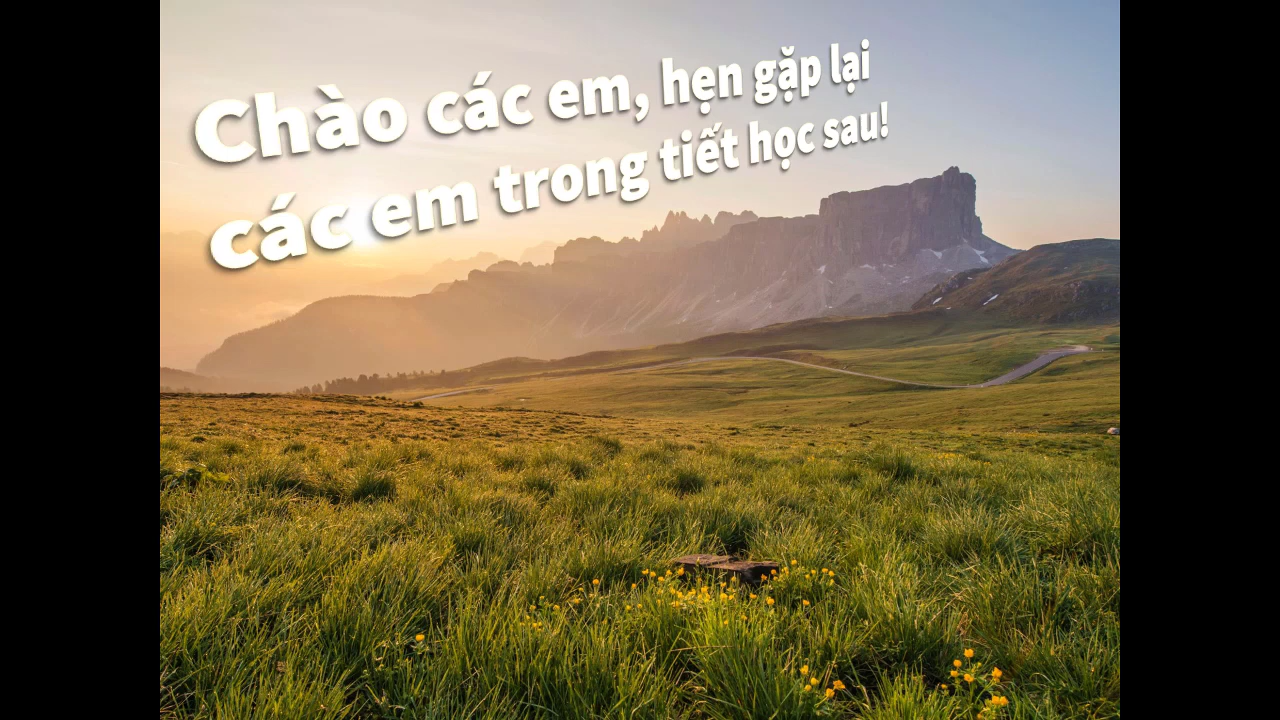 Chào các em, hẹn gặp lại
các em trong tiết học sau!